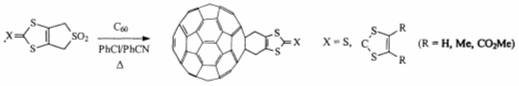 X S S SO₂
C₆₀
PhCl/PhCN
Δ
S S X
X = S, C S S R R (R = H, Me, CO₂Me)